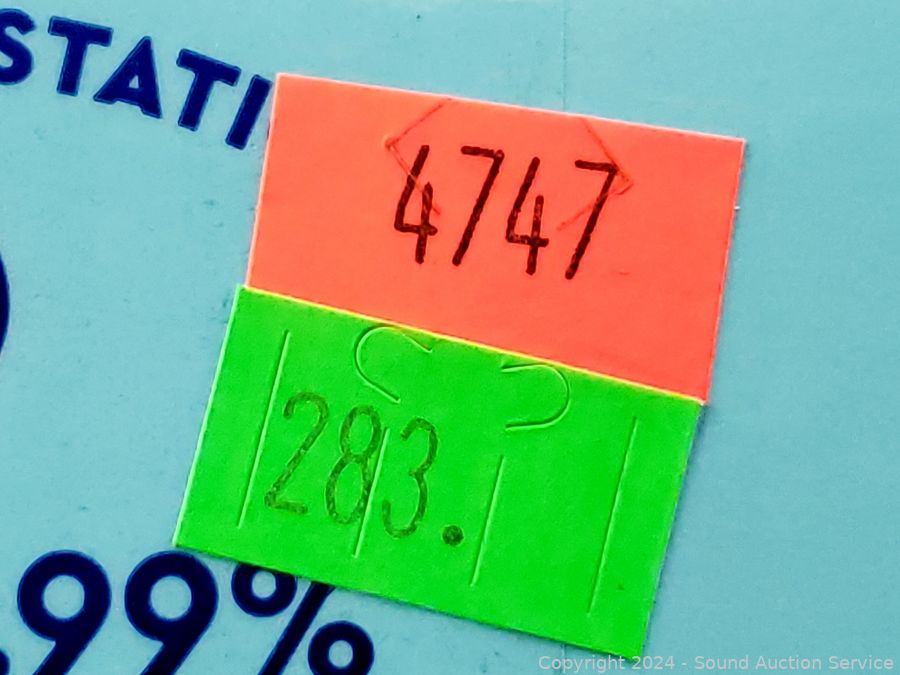 STATI
4747
283.
.99%
Copyright 2024 - Sound Auction Service